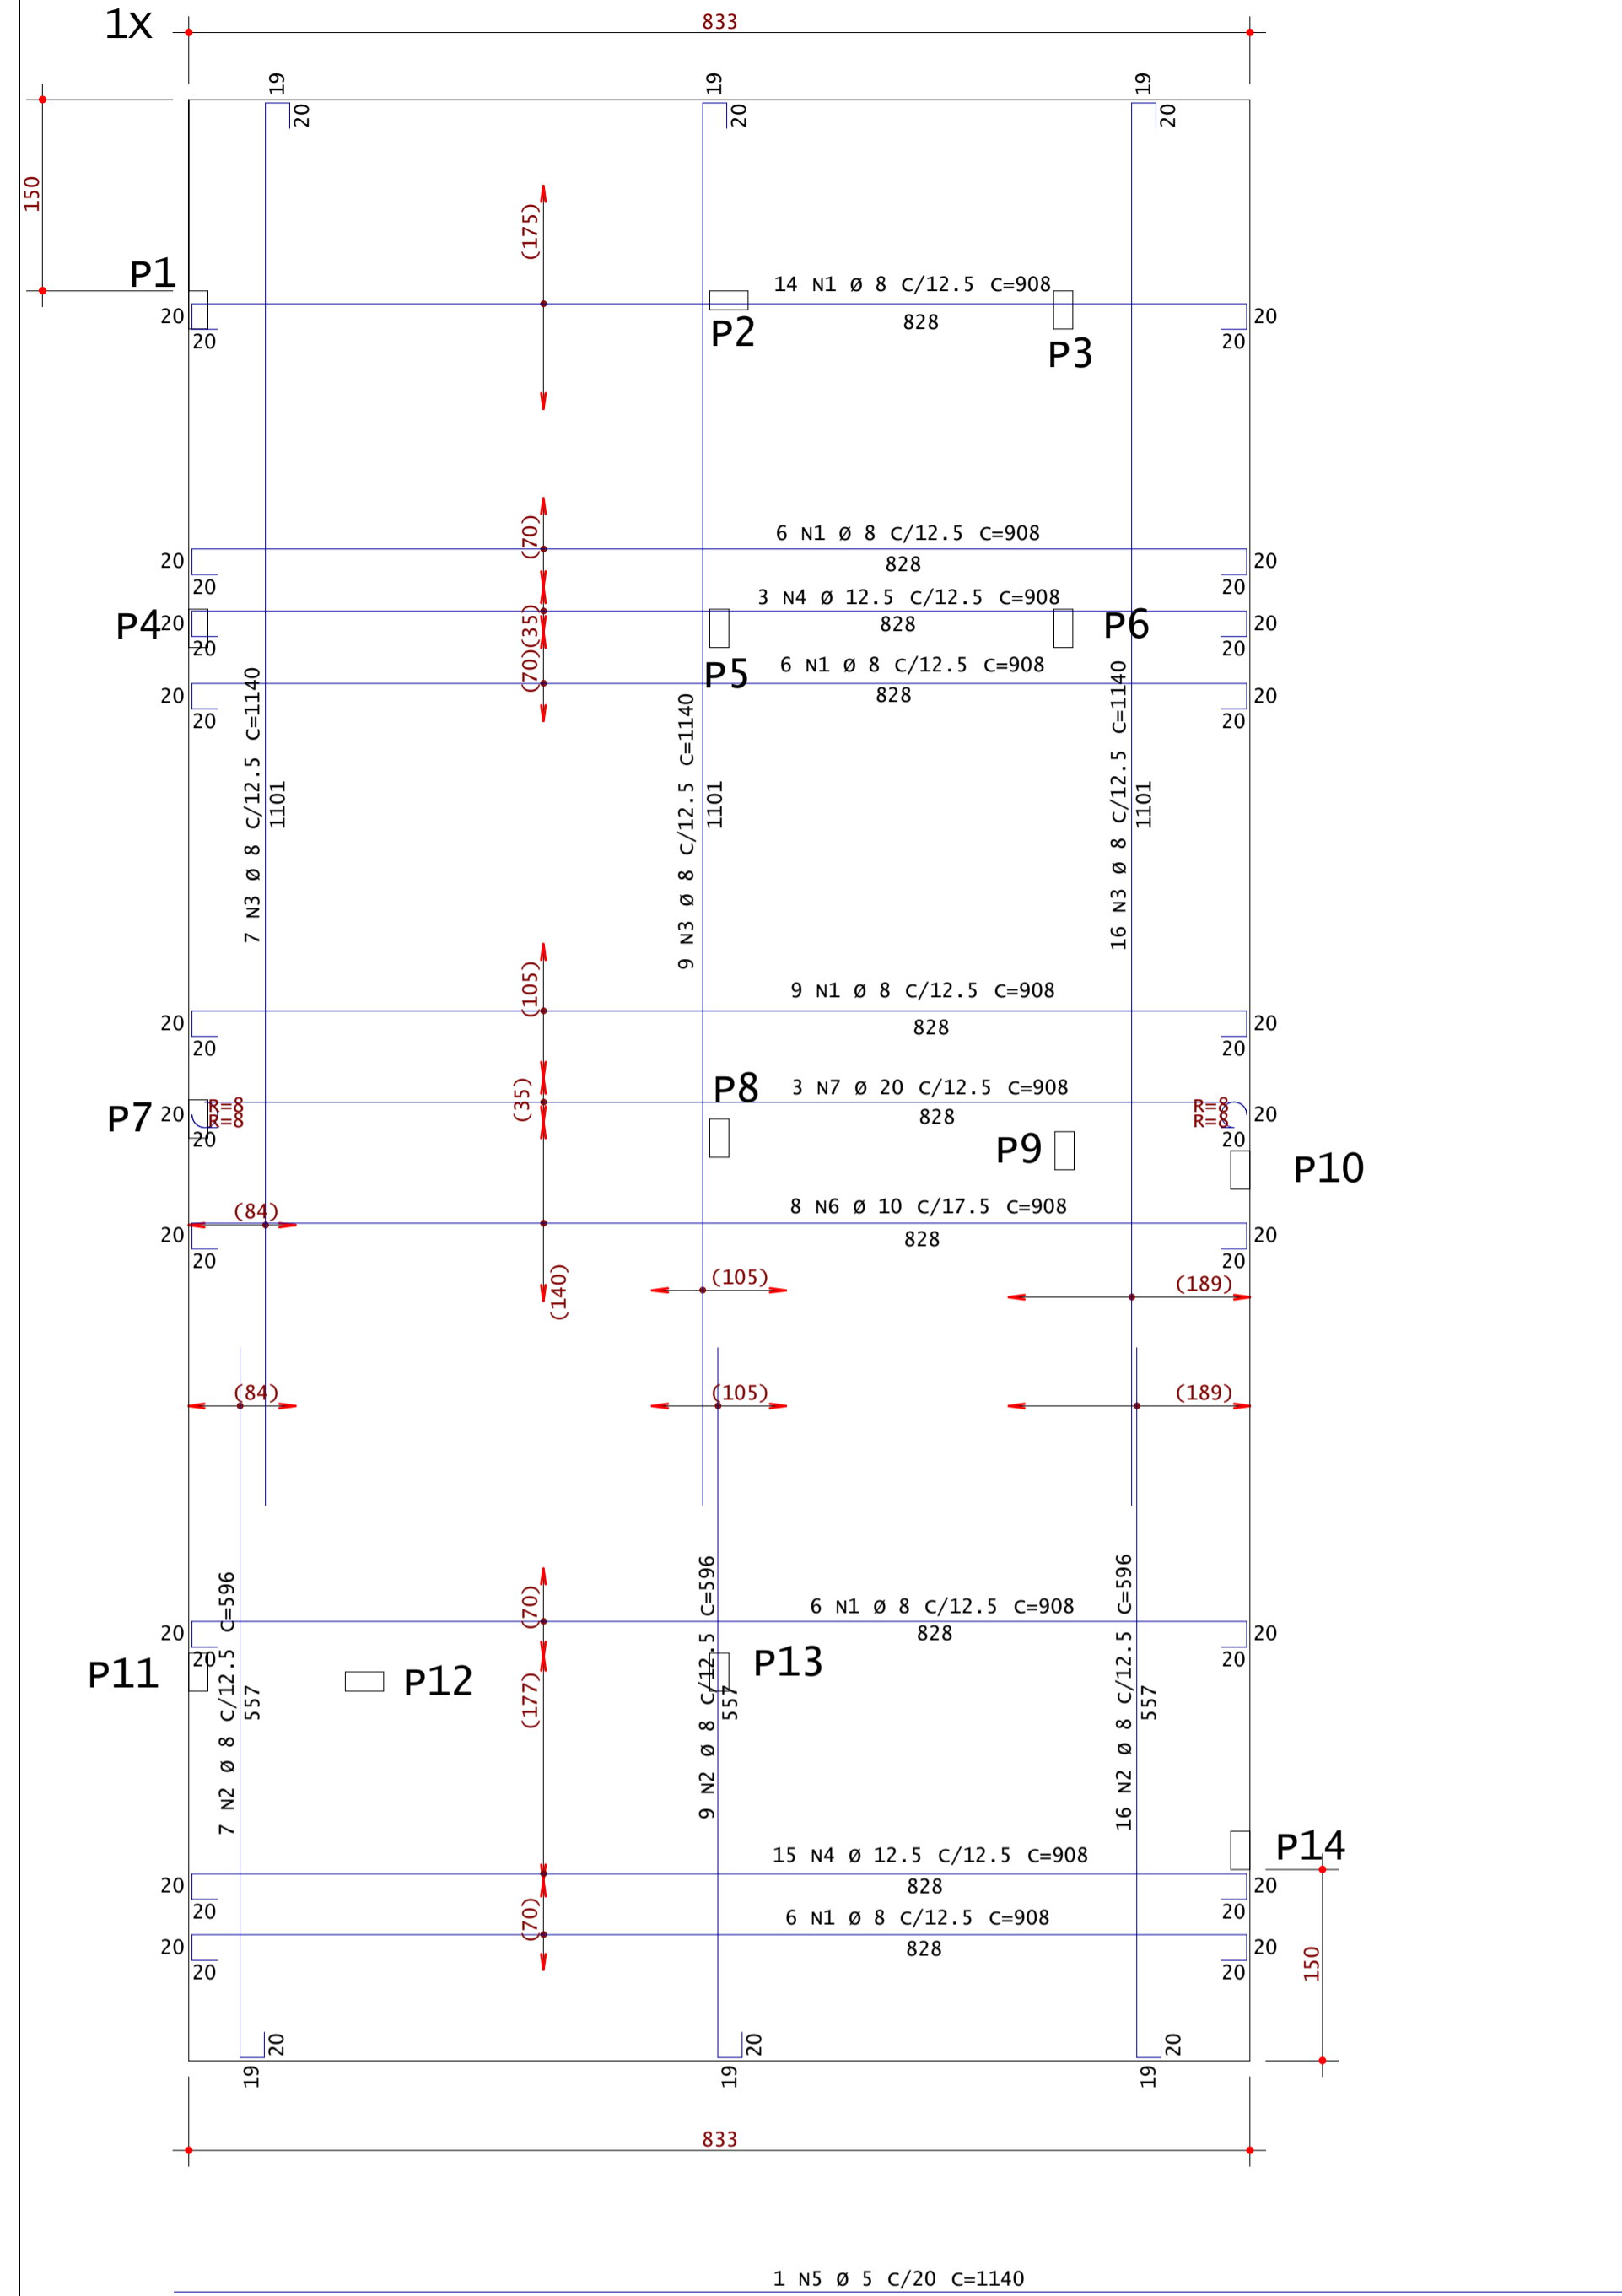 1X
833
19
19
19
20
20
20
150
(175)
P1
14 N1 Ø 8 C/12.5 C=908
20
828
20
20
P2
20
P3
(70)
6 N1 Ø 8 C/12.5 C=908
20
828
20
20
20
3 N4 Ø 12.5 C/12.5 C=908
P4
20
(35)
828
P6
20
20
20
(70)
6 N1 Ø 8 C/12.5 C=908
P5
20
828
20
20
20
7 N3 Ø 8 C/12.5 C=1140
1101
9 N3 Ø 8 C/12.5 C=1140
1101
16 N3 Ø 8 C/12.5 C=1140
1101
(105)
9 N1 Ø 8 C/12.5 C=908
20
828
20
20
20
(35)
P8
3 N7 Ø 20 C/12.5 C=908
P7
20
R=8
R=8
828
R=8
R=8
20
20
20
P9
P10
(84)
8 N6 Ø 10 C/17.5 C=908
20
828
20
20
20
(140)
(105)
(189)
(84)
(105)
(189)
(70)
6 N1 Ø 8 C/12.5 C=908
20
828
20
20
20
P11
P12
P13
(177)
7 N2 Ø 8 C/12.5 C=596
557
9 N2 Ø 8 C/12.5 C=596
557
16 N2 Ø 8 C/12.5 C=596
557
P14
15 N4 Ø 12.5 C/12.5 C=908
20
828
20
20
20
(70)
6 N1 Ø 8 C/12.5 C=908
20
828
20
20
20
150
20
20
20
19
19
19
833
1 N5 Ø 5 C/20 C=1140